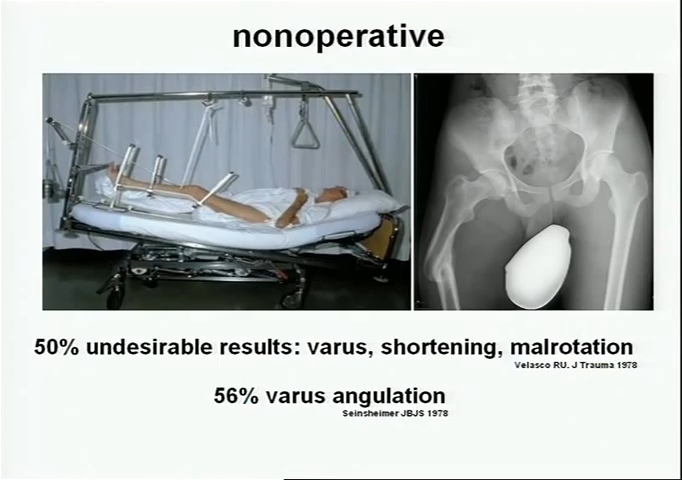 nonoperative
50% undesirable results: varus, shortening, malrotation
Velasco RU. J Trauma 1978
56% varus angulation
Seinsheimer JBJS 1978